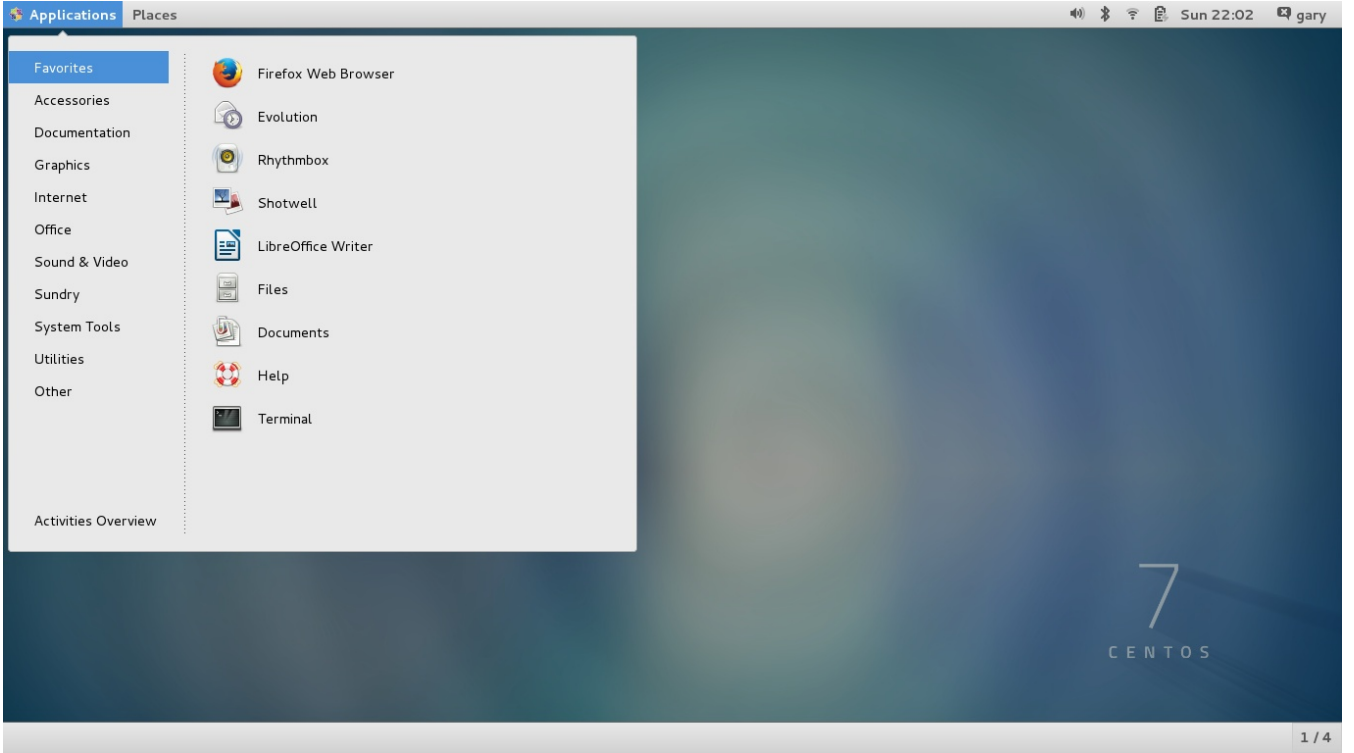 Applications Places Sun 22:02 gary
Favorites
Accessories
Documentation
Graphics
Internet
Office
Sound & Video
Sundry
System Tools
Utilities
Other
Activities Overview
Firefox Web Browser
Evolution
Rhythmbox
Shotwell
LibreOffice Writer
Files
Documents
Help
Terminal
7
CENTOS
1 / 4